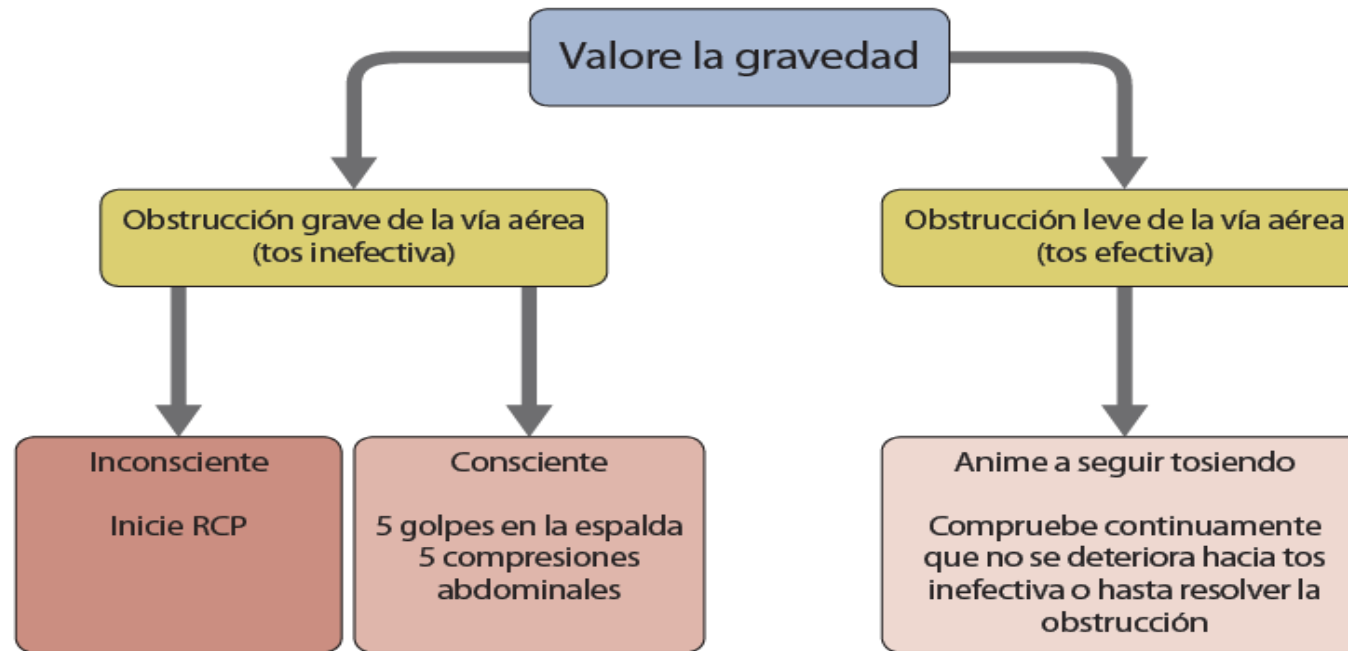 Valore la gravedad
Obstrucción grave de la vía aérea
(tos inefectiva)
Obstrucción leve de la vía aérea
(tos efectiva)
Inconsciente
Inicie RCP
Consciente
5 golpes en la espalda
5 compresiones
abdominales
Anime a seguir tosiendo
Compruebe continuamente
que no se deteriora hacia tos
inefectiva o hasta resolver la
obstrucción